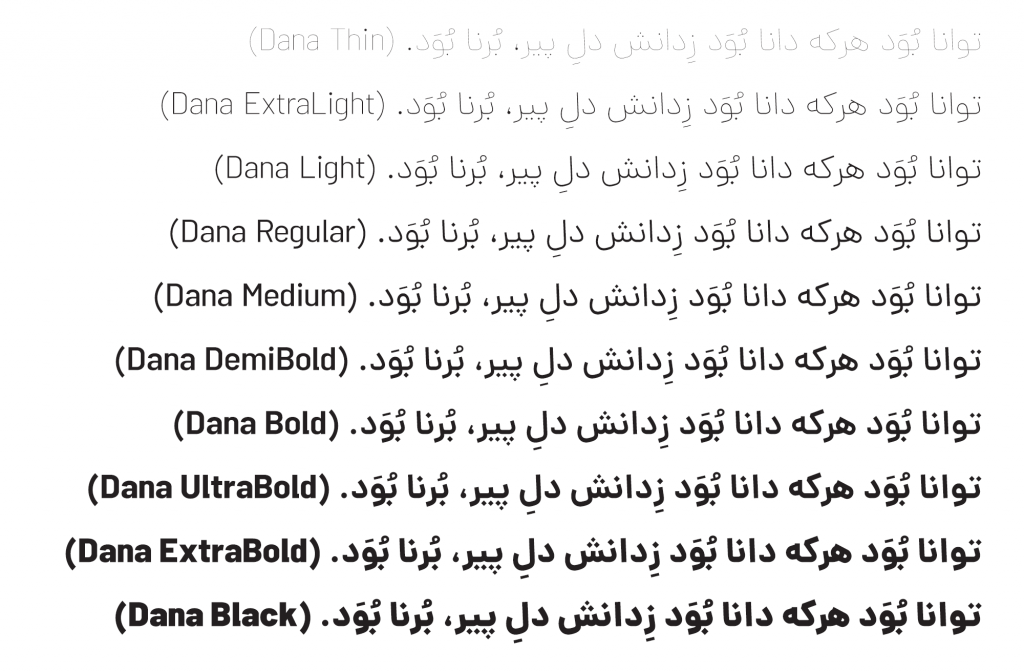 توانا بُوَد هرکه دانا بُوَد زِدانش دلِ پیر، بُرنا بُوَد. (Dana Thin)
توانا بُوَد هرکه دانا بُوَد زِدانش دلِ پیر، بُرنا بُوَد. (Dana ExtraLight)
توانا بُوَد هرکه دانا بُوَد زِدانش دلِ پیر، بُرنا بُوَد. (Dana Light)
توانا بُوَد هرکه دانا بُوَد زِدانش دلِ پیر، بُرنا بُوَد. (Dana Regular)
توانا بُوَد هرکه دانا بُوَد زِدانش دلِ پیر، بُرنا بُوَد. (Dana Medium)
توانا بُوَد هرکه دانا بُوَد زِدانش دلِ پیر، بُرنا بُوَد. (Dana DemiBold)
توانا بُوَد هرکه دانا بُوَد زِدانش دلِ پیر، بُرنا بُوَد. (Dana Bold)
توانا بُوَد هرکه دانا بُوَد زِدانش دلِ پیر، بُرنا بُوَد. (Dana UltraBold)
توانا بُوَد هرکه دانا بُوَد زِدانش دلِ پیر، بُرنا بُوَد. (Dana ExtraBold)
توانا بُوَد هرکه دانا بُوَد زِدانش دلِ پیر، بُرنا بُوَد. (Dana Black)